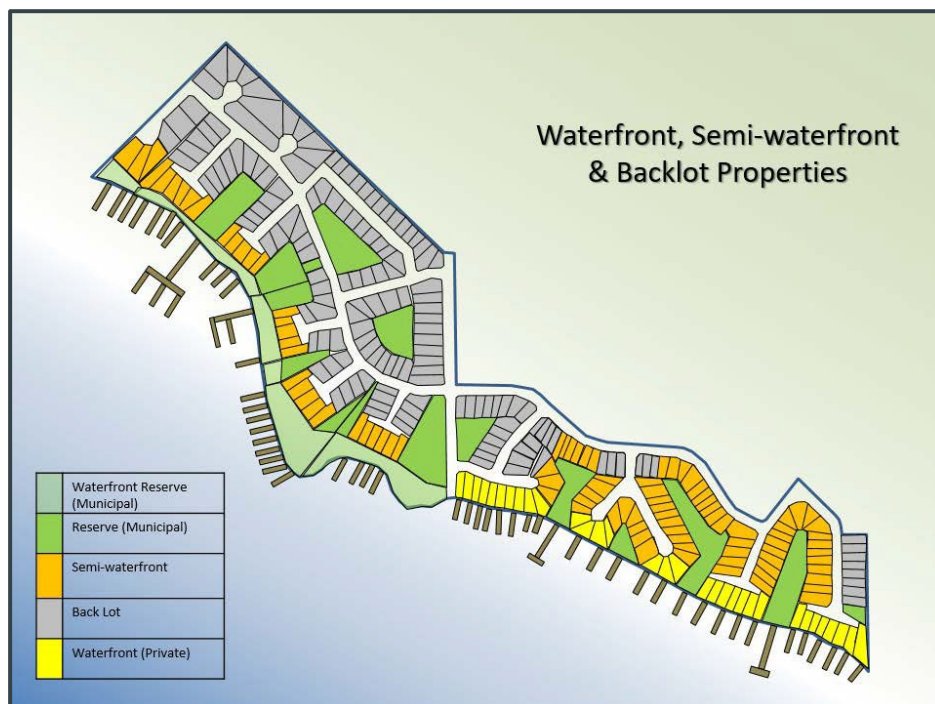 Waterfront, Semi-waterfront
& Backlot Properties
Waterfront Reserve
(Municipal)
Reserve (Municipal)
Semi-waterfront
Back Lot
Waterfront (Private)